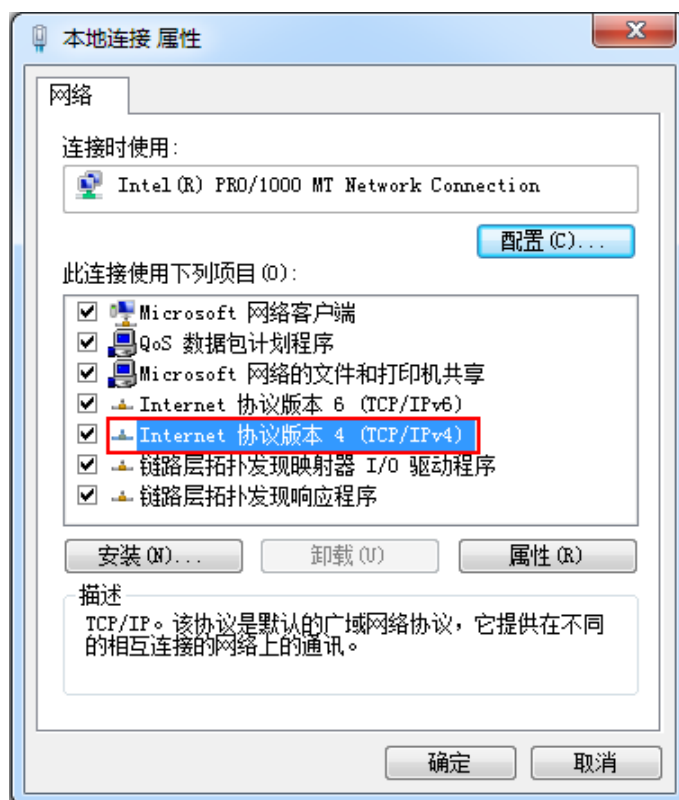 本地连接 属性
网络
连接时使用:
Intel(R) PRO/1000 MT Network Connection
配置(C)...
此连接使用下列项目(O):
Microsoft 网络客户端
QoS 数据包计划程序
Microsoft 网络的文件和打印机共享
Internet 协议版本 6 (TCP/IPv6)
Internet 协议版本 4 (TCP/IPv4)
链路层拓扑发现映射器 I/O 驱动程序
链路层拓扑发现响应程序
安装(N)... 卸载(U) 属性(R)
描述
TCP/IP。该协议是默认的广域网络协议，它提供在不同
的相互连接的网络上的通讯。
确定 取消